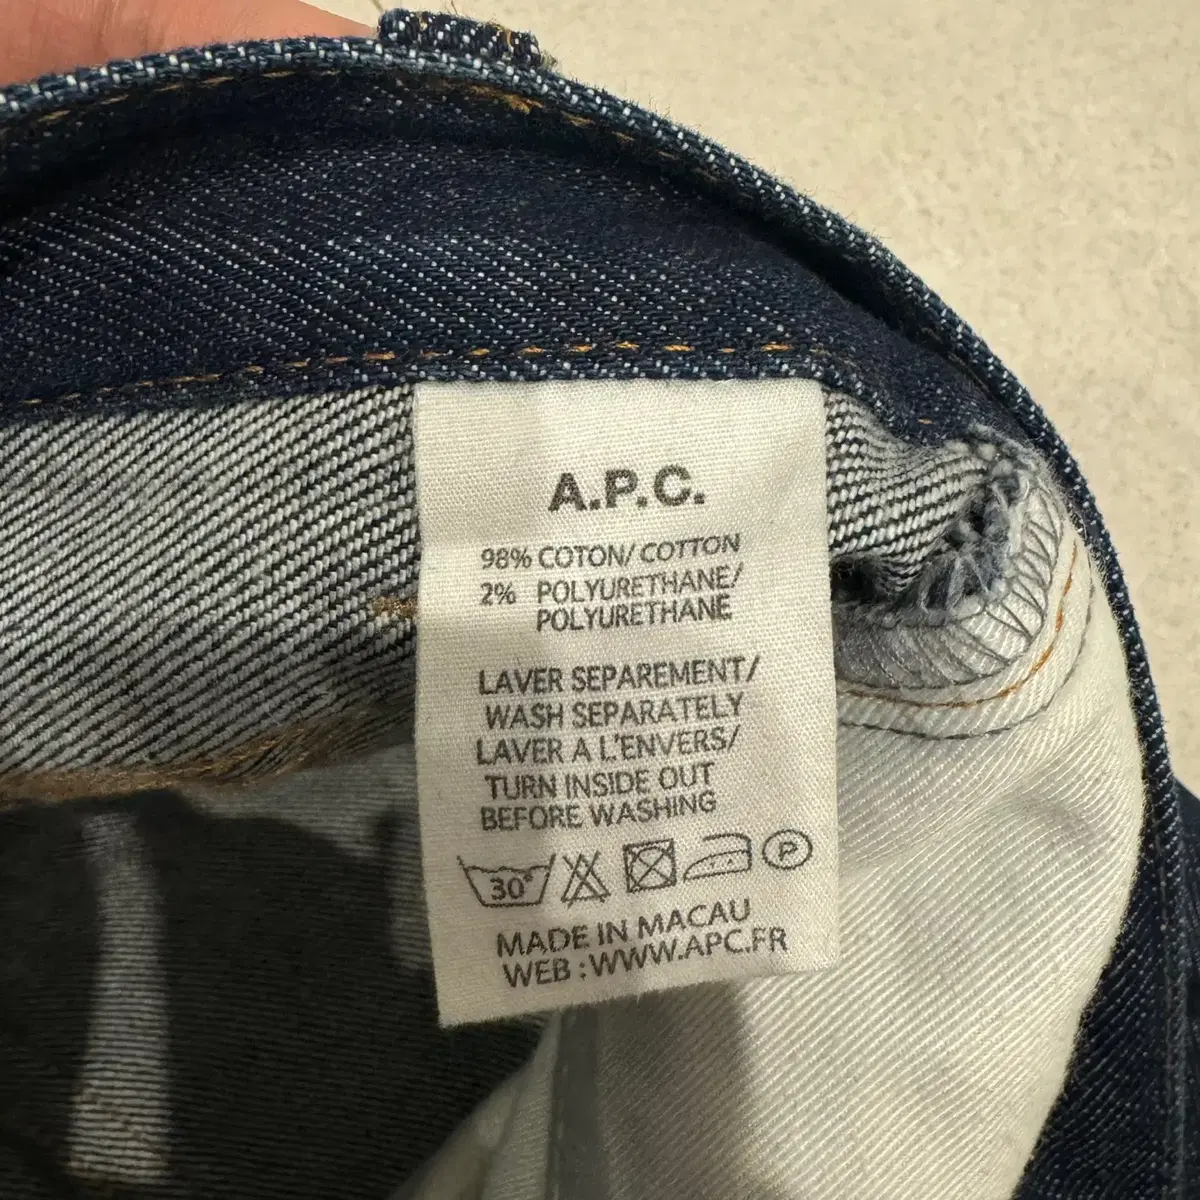 A.P.C.
98% COTON/ COTTON
2% POLYURETHANE/
POLYURETHANE
LAVER SEPAREMENT/
WASH SEPARATELY
LAVER A L'ENVERS/
TURN INSIDE OUT
BEFORE WASHING
30° P
MADE IN MACAU
WEB : WWW.APC.FR